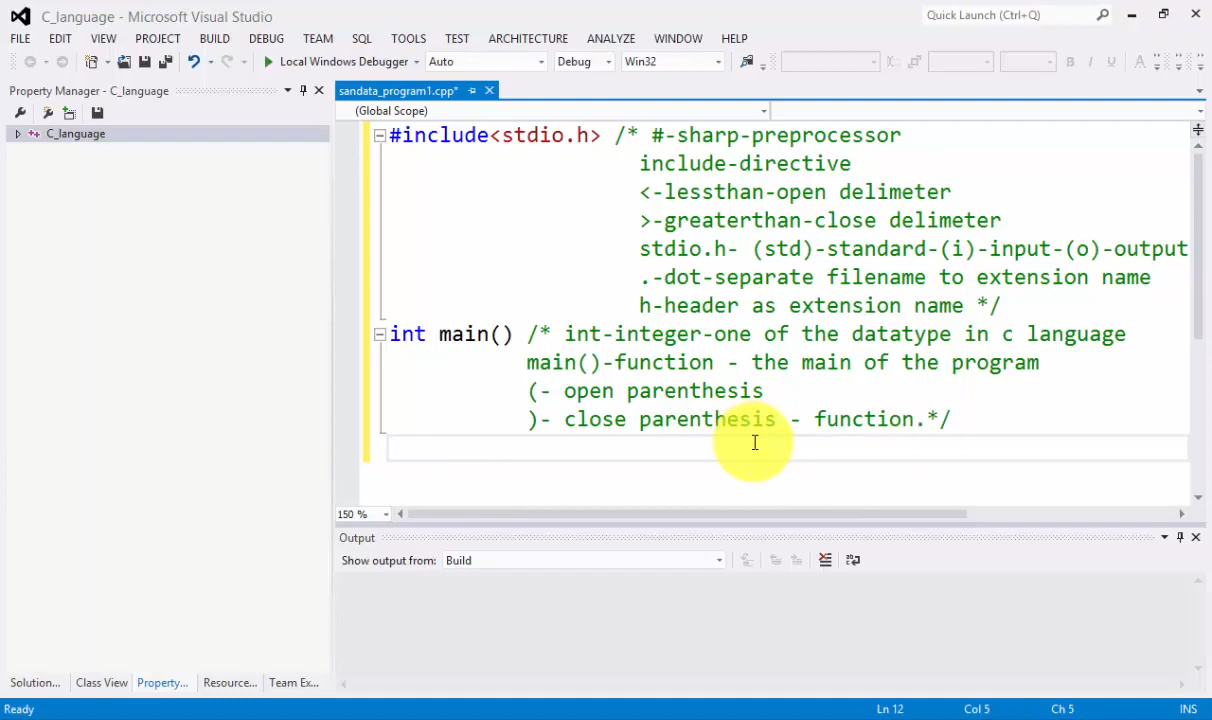 C_language - Microsoft Visual Studio
Quick Launch (Ctrl+Q)
FILE EDIT VIEW PROJECT BUILD DEBUG TEAM SQL TOOLS TEST ARCHITECTURE ANALYZE WINDOW HELP
Local Windows Debugger Auto Debug Win32
Property Manager - C_language
sandata_program1.cpp*
(Global Scope)
C_language
#include<stdio.h> /* #-sharp-preprocessor
include-directive
<-lessthan-open delimeter
>-greaterthan-close delimeter
stdio.h- (std)-standard-(i)-input-(o)-output
.-dot-separate filename to extension name
h-header as extension name */
int main() /* int-integer-one of the datatype in c language
main()-function - the main of the program
(- open parenthesis
)- close parenthesis - function.*/
150 %
Output
Show output from: Build
Solution... Class View Property... Resource... Team Ex...
Ready Ln 12 Col 5 Ch 5 INS